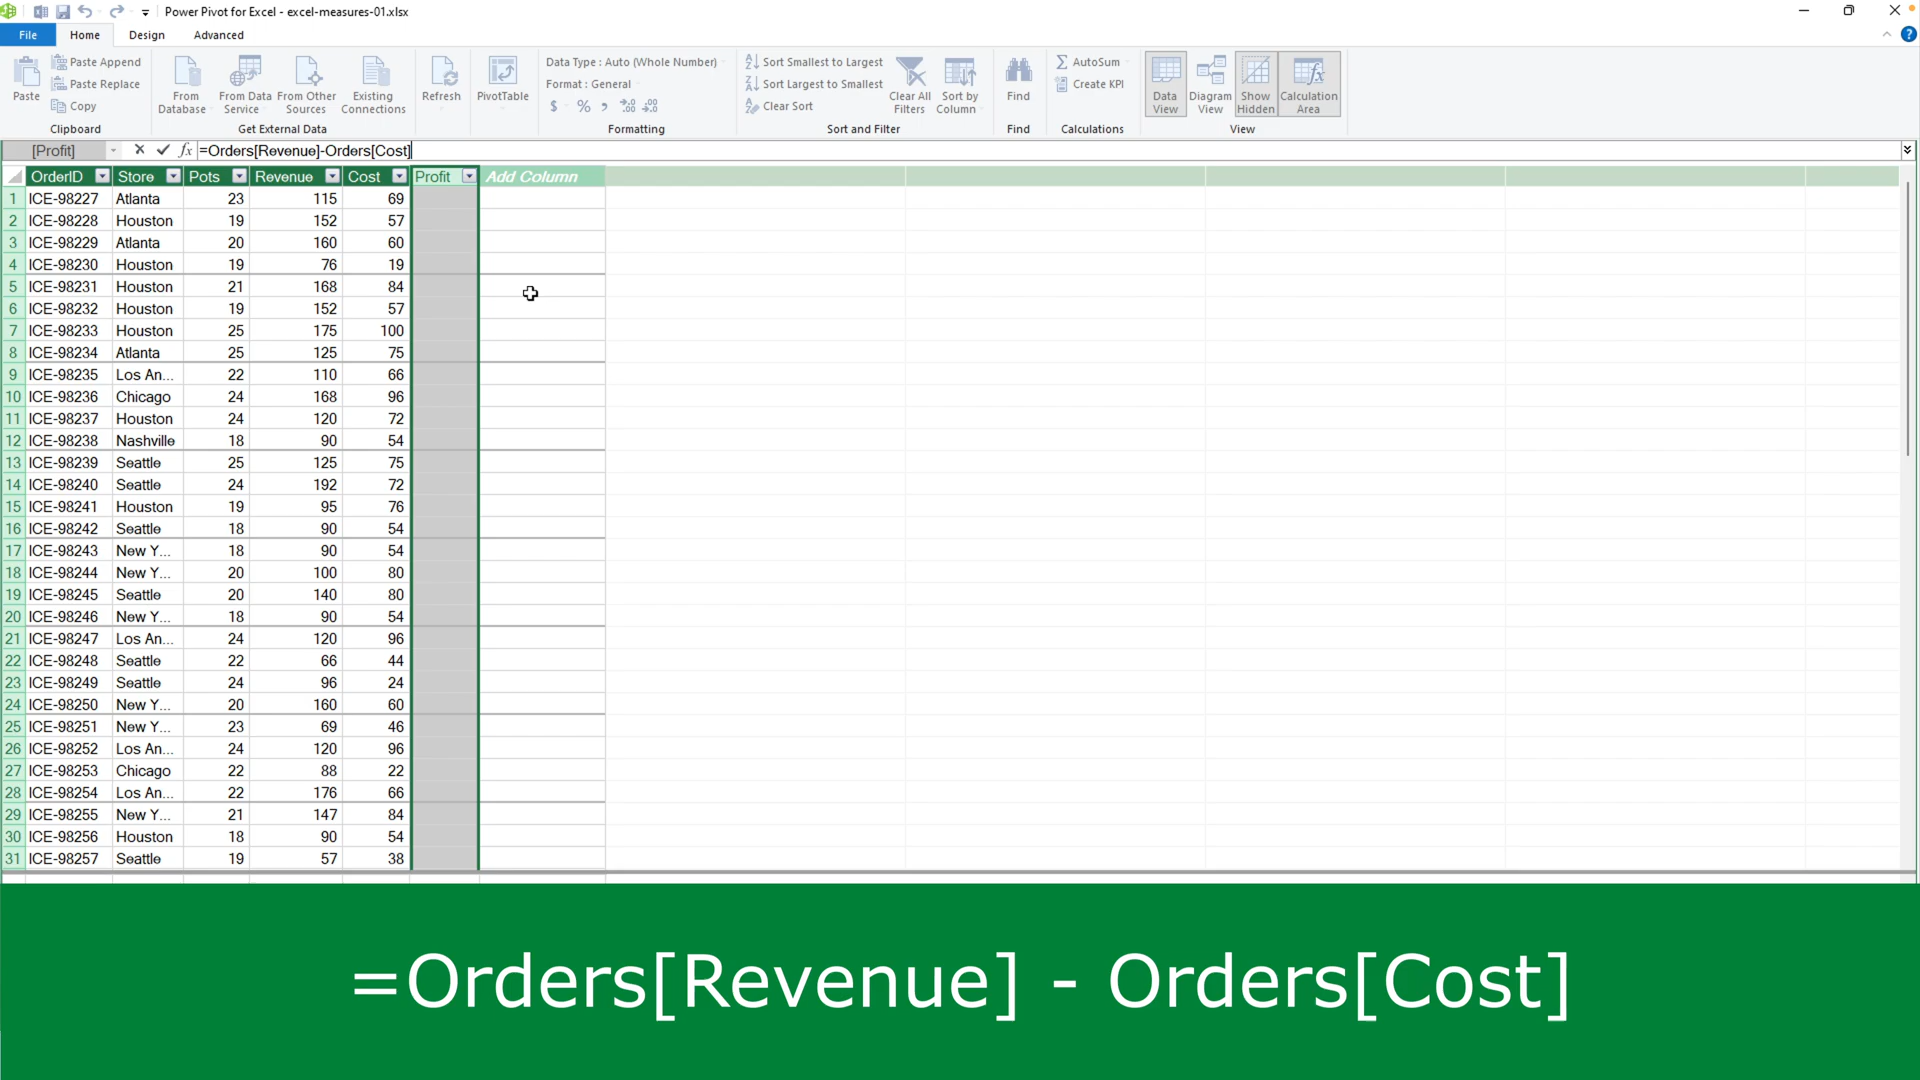 Power Pivot for Excel - excel-measures-01.xlsx
File Home Design Advanced
Paste
Paste Append
Paste Replace
Copy
Clipboard
From Database
From Data Service
From Other Sources
Existing Connections
Get External Data
Refresh
PivotTable
Data Type : Auto (Whole Number)
Format : General
$ % , .00 .00
Formatting
Sort Smallest to Largest
Sort Largest to Smallest
Clear Sort
Clear All Filters
Sort by Column
Sort and Filter
Find
Find
AutoSum
Create KPI
Calculations
Data View
Diagram View
Show Hidden
Calculation Area
View
[Profit] fx =Orders[Revenue]-Orders[Cost]
OrderID Store Pots Revenue Cost Profit Add Column
1 ICE-98227 Atlanta 23 115 69
2 ICE-98228 Houston 19 152 57
3 ICE-98229 Atlanta 20 160 60
4 ICE-98230 Houston 19 76 19
5 ICE-98231 Houston 21 168 84
6 ICE-98232 Houston 19 152 57
7 ICE-98233 Houston 25 175 100
8 ICE-98234 Atlanta 25 125 75
9 ICE-98235 Los An... 22 110 66
10 ICE-98236 Chicago 24 168 96
11 ICE-98237 Houston 24 120 72
12 ICE-98238 Nashville 18 90 54
13 ICE-98239 Seattle 25 125 75
14 ICE-98240 Seattle 24 192 72
15 ICE-98241 Houston 19 95 76
16 ICE-98242 Seattle 18 90 54
17 ICE-98243 New Y... 18 90 54
18 ICE-98244 New Y... 20 100 80
19 ICE-98245 Seattle 20 140 80
20 ICE-98246 New Y... 18 90 54
21 ICE-98247 Los An... 24 120 96
22 ICE-98248 Seattle 22 66 44
23 ICE-98249 Seattle 24 96 24
24 ICE-98250 New Y... 20 160 60
25 ICE-98251 New Y... 23 69 46
26 ICE-98252 Los An... 24 120 96
27 ICE-98253 Chicago 22 88 22
28 ICE-98254 Los An... 22 176 66
29 ICE-98255 New Y... 21 147 84
30 ICE-98256 Houston 18 90 54
31 ICE-98257 Seattle 19 57 38
=Orders[Revenue] - Orders[Cost]